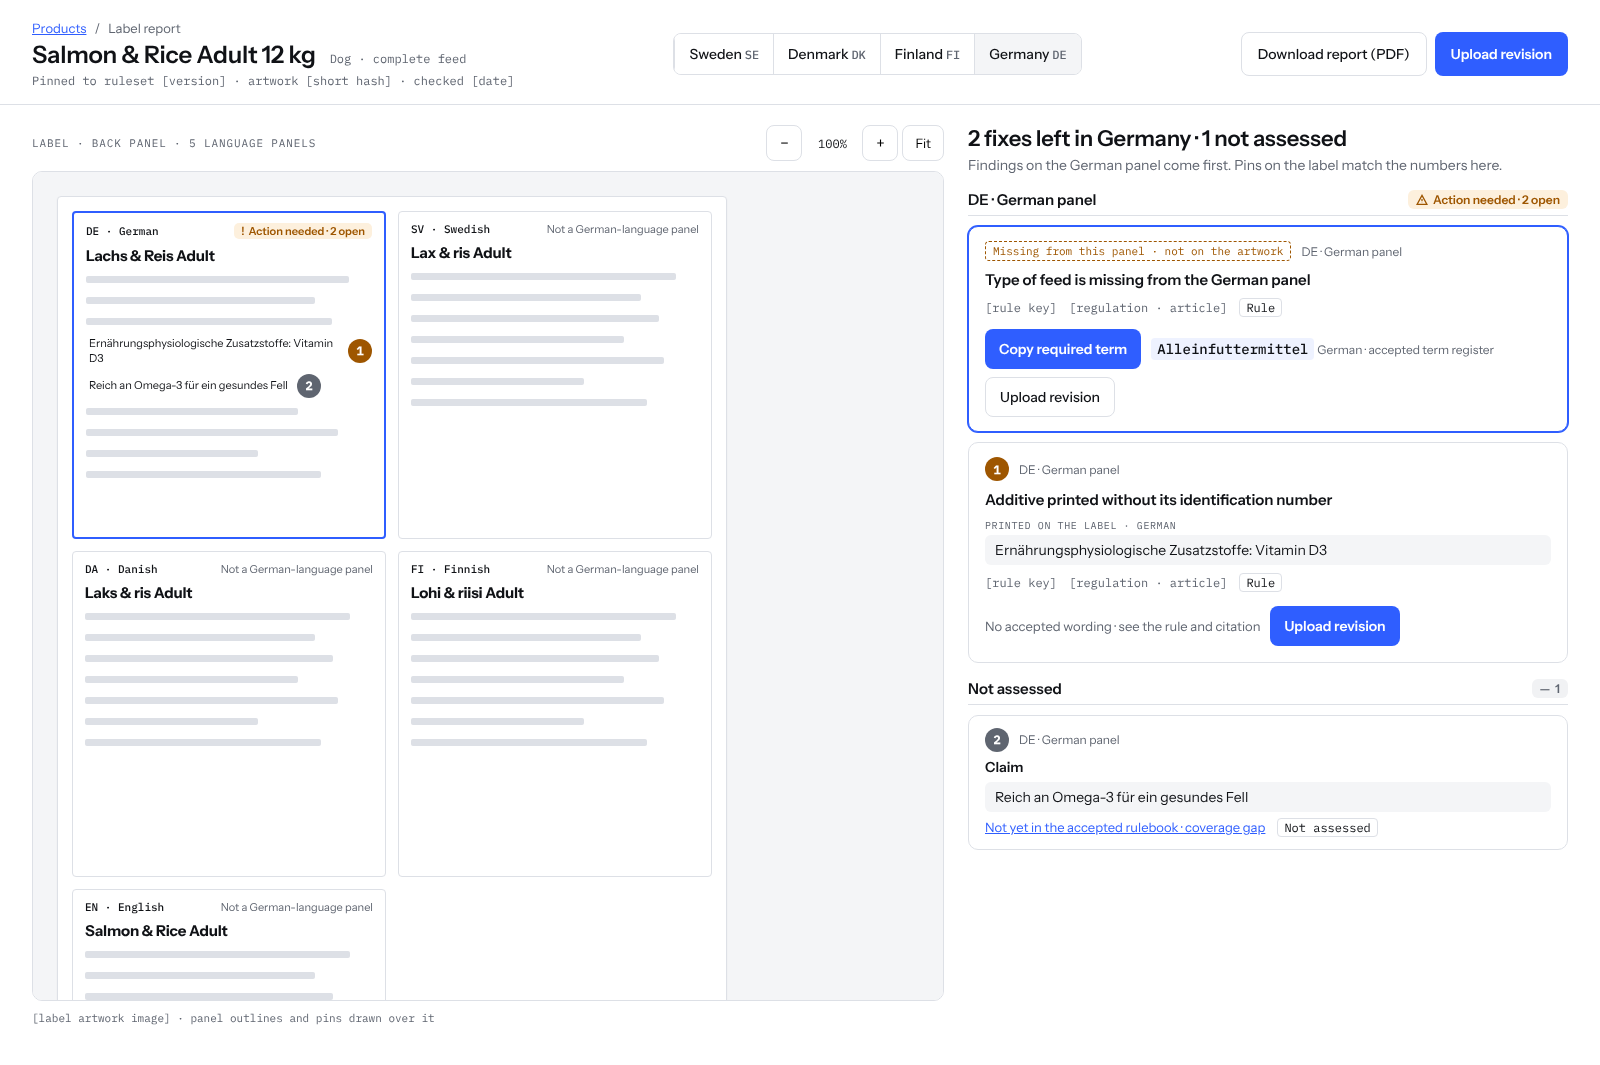 Products / Label report
Salmon & Rice Adult 12 kg Dog · complete feed
Pinned to ruleset [version] · artwork [short hash] · checked [date]
Sweden SE Denmark DK Finland FI Germany DE
Download report (PDF) Upload revision
LABEL · BACK PANEL · 5 LANGUAGE PANELS
− 100% + Fit
DE · German ! Action needed · 2 open
Lachs & Reis Adult
Ernährungsphysiologische Zusatzstoffe: Vitamin
D3
1
Reich an Omega-3 für ein gesundes Fell 2
SV · Swedish Not a German-language panel
Lax & ris Adult
DA · Danish Not a German-language panel
Laks & ris Adult
FI · Finnish Not a German-language panel
Lohi & riisi Adult
EN · English Not a German-language panel
Salmon & Rice Adult
[label artwork image] · panel outlines and pins drawn over it
2 fixes left in Germany · 1 not assessed
Findings on the German panel come first. Pins on the label match the numbers here.
DE · German panel Action needed · 2 open
Missing from this panel · not on the artwork DE · German panel
Type of feed is missing from the German panel
[rule key] [regulation · article] Rule
Copy required term Alleinfuttermittel German · accepted term register
Upload revision
1 DE · German panel
Additive printed without its identification number
PRINTED ON THE LABEL · GERMAN
Ernährungsphysiologische Zusatzstoffe: Vitamin D3
[rule key] [regulation · article] Rule
No accepted wording · see the rule and citation Upload revision
Not assessed — 1
2 DE · German panel
Claim
Reich an Omega-3 für ein gesundes Fell
Not yet in the accepted rulebook · coverage gap Not assessed